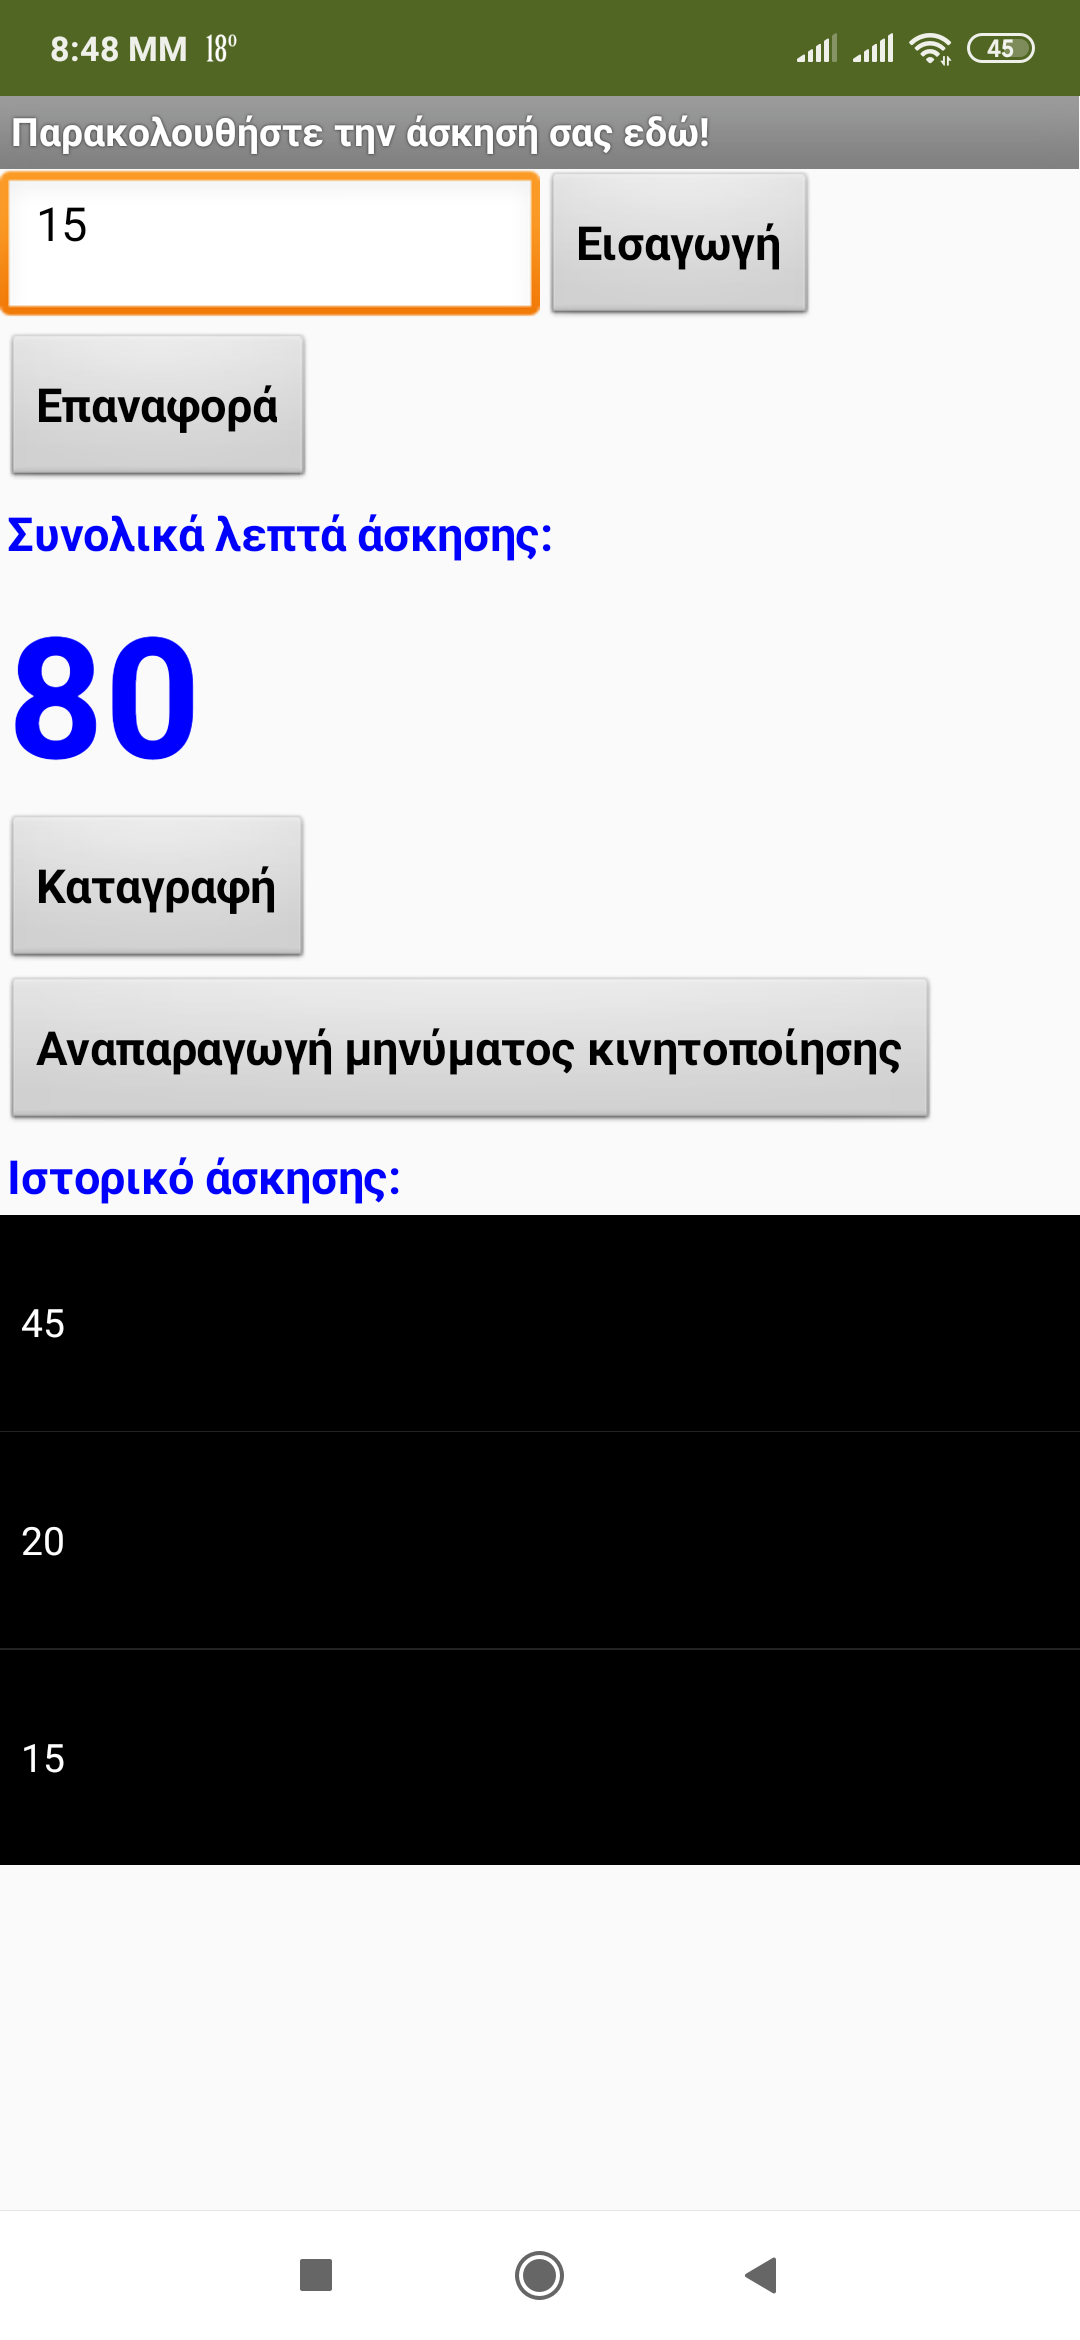 8:48 ΜΜ 18° 45
Παρακολουθήστε την άσκησή σας εδώ!
15 Εισαγωγή
Επαναφορά
Συνολικά λεπτά άσκησης:
80
Καταγραφή
Αναπαραγωγή μηνύματος κινητοποίησης
Ιστορικό άσκησης:
45
20
15